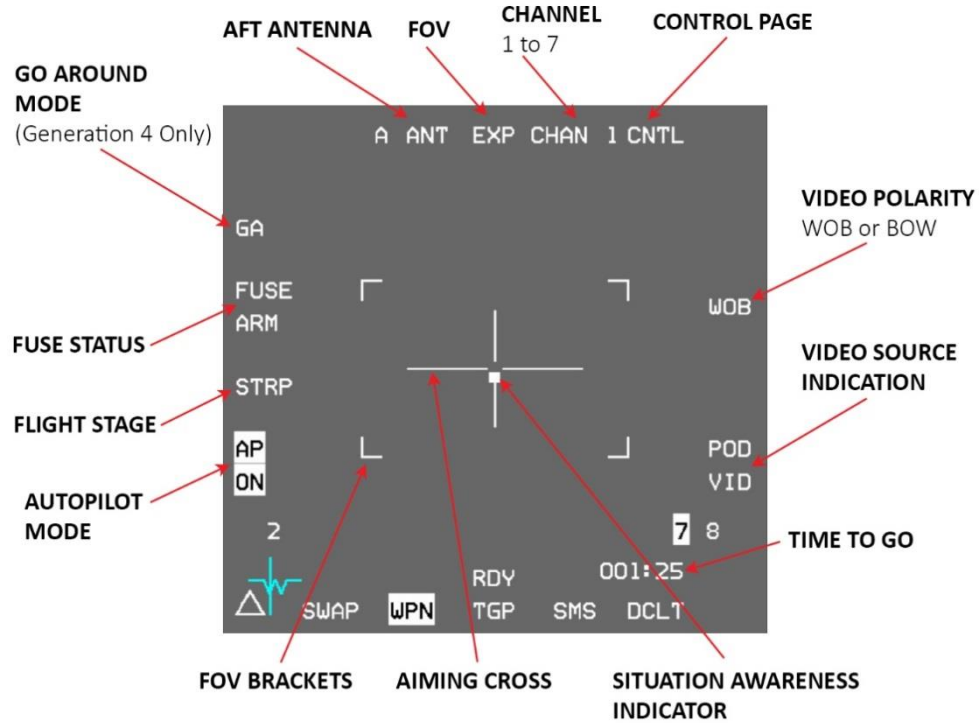 CHANNEL
1 to 7
AFT ANTENNA
FOV
CONTROL PAGE
GO AROUND
MODE
(Generation 4 Only)
A ANT EXP CHAN 1 CNTL
VIDEO POLARITY
WOB or BOW
GA
FUSE
ARM
WOB
FUSE STATUS
VIDEO SOURCE
INDICATION
STRP
FLIGHT STAGE
AP
ON
POD
VID
AUTOPILOT
MODE
2
7 8
TIME TO GO
001:25
RDY
SWAP WPN TGP SMS DCLT
FOV BRACKETS
AIMING CROSS
SITUATION AWARENESS
INDICATOR